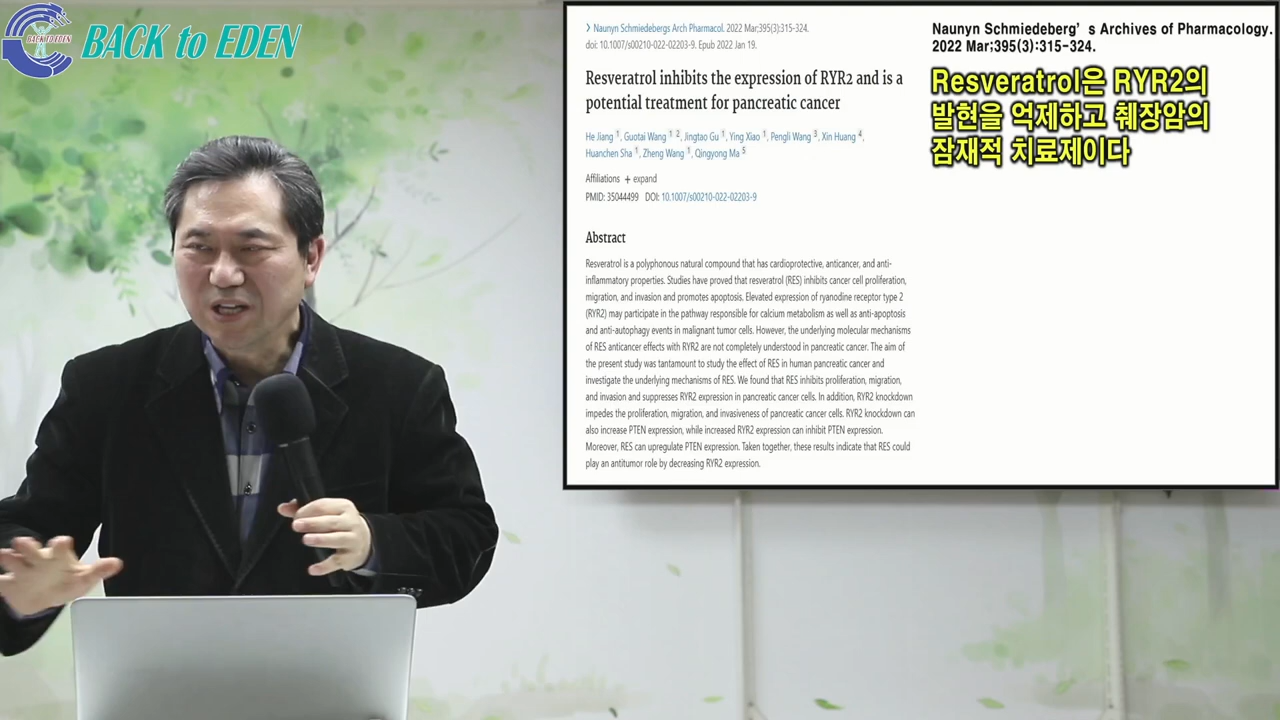 BACK TO EDEN
BACK to EDEN
> Naunyn Schmiedebergs Arch Pharmacol. 2022 Mar;395(3):315-324.
doi: 10.1007/s00210-022-02203-9. Epub 2022 Jan 19.
Resveratrol inhibits the expression of RYR2 and is a
potential treatment for pancreatic cancer
He Jiang 1, Guotai Wang 1 2, Jingtao Gu 1, Ying Xiao 1, Pengli Wang 3, Xin Huang 4,
Huanchen Sha 1, Zheng Wang 1, Qingyong Ma 5
Affiliations + expand
PMID: 35044499 DOI: 10.1007/s00210-022-02203-9
Abstract
Resveratrol is a polyphonous natural compound that has cardioprotective, anticancer, and anti-
inflammatory properties. Studies have proved that resveratrol (RES) inhibits cancer cell proliferation,
migration, and invasion and promotes apoptosis. Elevated expression of ryanodine receptor type 2
(RYR2) may participate in the pathway responsible for calcium metabolism as well as anti-apoptosis
and anti-autophagy events in malignant tumor cells. However, the underlying molecular mechanisms
of RES anticancer effects with RYR2 are not completely understood in pancreatic cancer. The aim of
the present study was tantamount to study the effect of RES in human pancreatic cancer and
investigate the underlying mechanisms of RES. We found that RES inhibits proliferation, migration,
and invasion and suppresses RYR2 expression in pancreatic cancer cells. In addition, RYR2 knockdown
impedes the proliferation, migration, and invasiveness of pancreatic cancer cells. RYR2 knockdown can
also increase PTEN expression, while increased RYR2 expression can inhibit PTEN expression.
Moreover, RES can upregulate PTEN expression. Taken together, these results indicate that RES could
play an antitumor role by decreasing RYR2 expression.
Naunyn Schmiedeberg's Archives of Pharmacology.
2022 Mar;395(3):315-324.
Resveratrol은 RYR2의
발현을 억제하고 췌장암의
잠재적 치료제이다